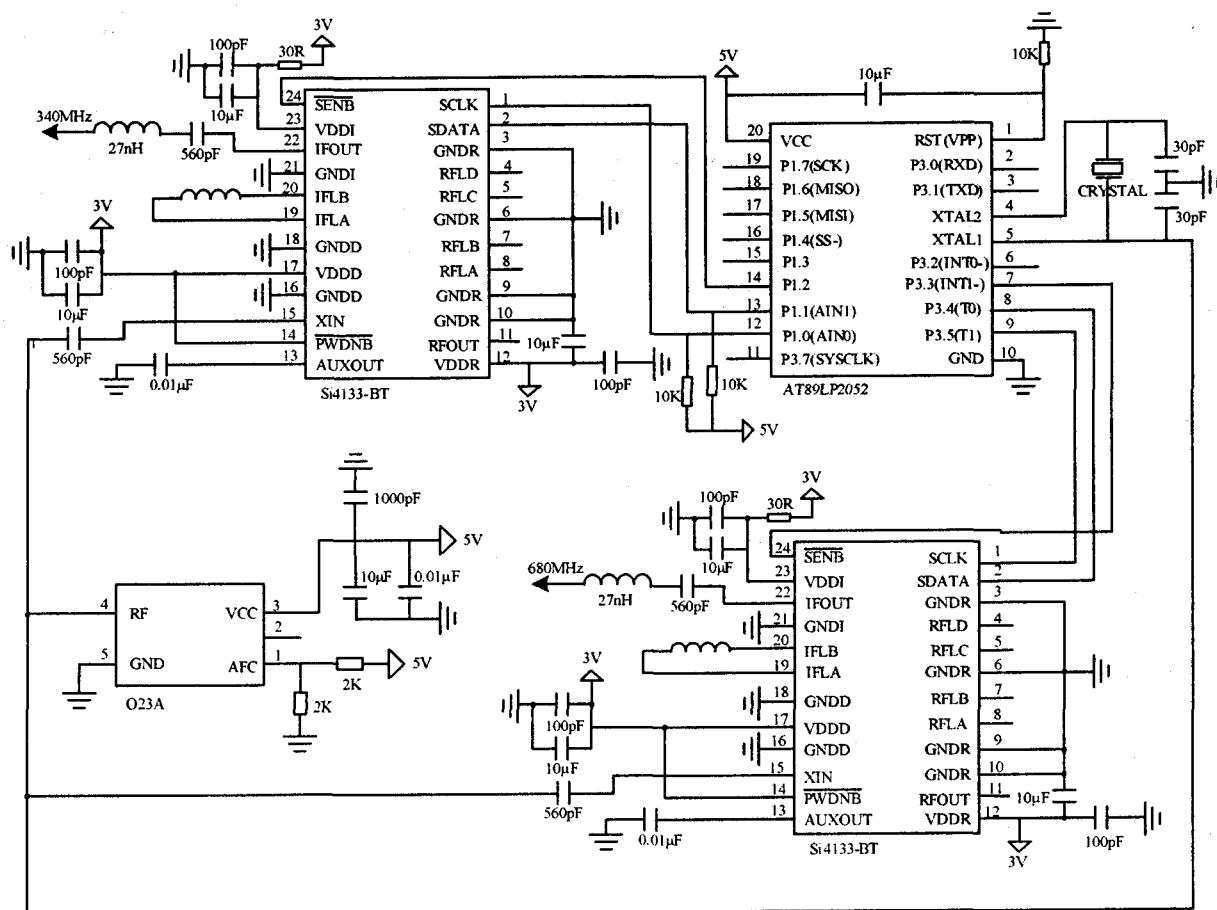 3V
100pF
30R
10µF
340MHz
27nH
560pF
24 SENB
23 VDDI
22 IFOUT
21 GNDI
20 IFLB
19 IFLA
18 GNDD
17 VDDD
16 GNDD
15 XIN
14 PWDNB
13 AUXOUT
SCLK 1
SDATA 2
GNDR 3
RFLD 4
RFLC 5
GNDR 6
RFLB 7
RFLA 8
GNDR 9
GNDR 10
RFOUT 11
VDDR 12
Si4133-BT
3V
100pF
10µF
560pF
0.01µF
10µF
100pF
3V
5V
10µF
10K
20 VCC
19 P1.7(SCK)
18 P1.6(MISO)
17 P1.5(MISI)
16 P1.4(SS-)
15 P1.3
14 P1.2
13 P1.1(AIN1)
12 P1.0(AIN0)
11 P3.7(SYSCLK)
RST(VPP) 1
P3.0(RXD) 2
P3.1(TXD) 3
XTAL2 4
XTAL1 5
P3.2(INT0-) 6
P3.3(INT1-) 7
P3.4(T0) 8
P3.5(T1) 9
GND 10
AT89LP2052
CRYSTAL
30pF
30pF
10K
10K
5V
1000pF
5V
10µF
0.01µF
4 RF
5 GND
VCC 3
2
AFC 1
O23A
2K
5V
2K
3V
100pF
30R
10µF
680MHz
27nH
560pF
24 SENB
23 VDDI
22 IFOUT
21 GNDI
20 IFLB
19 IFLA
18 GNDD
17 VDDD
16 GNDD
15 XIN
14 PWDNB
13 AUXOUT
SCLK 1
SDATA 2
GNDR 3
RFLD 4
RFLC 5
GNDR 6
RFLB 7
RFLA 8
GNDR 9
GNDR 10
RFOUT 11
VDDR 12
Si4133-BT
3V
100pF
10µF
560pF
0.01µF
10µF
100pF
3V